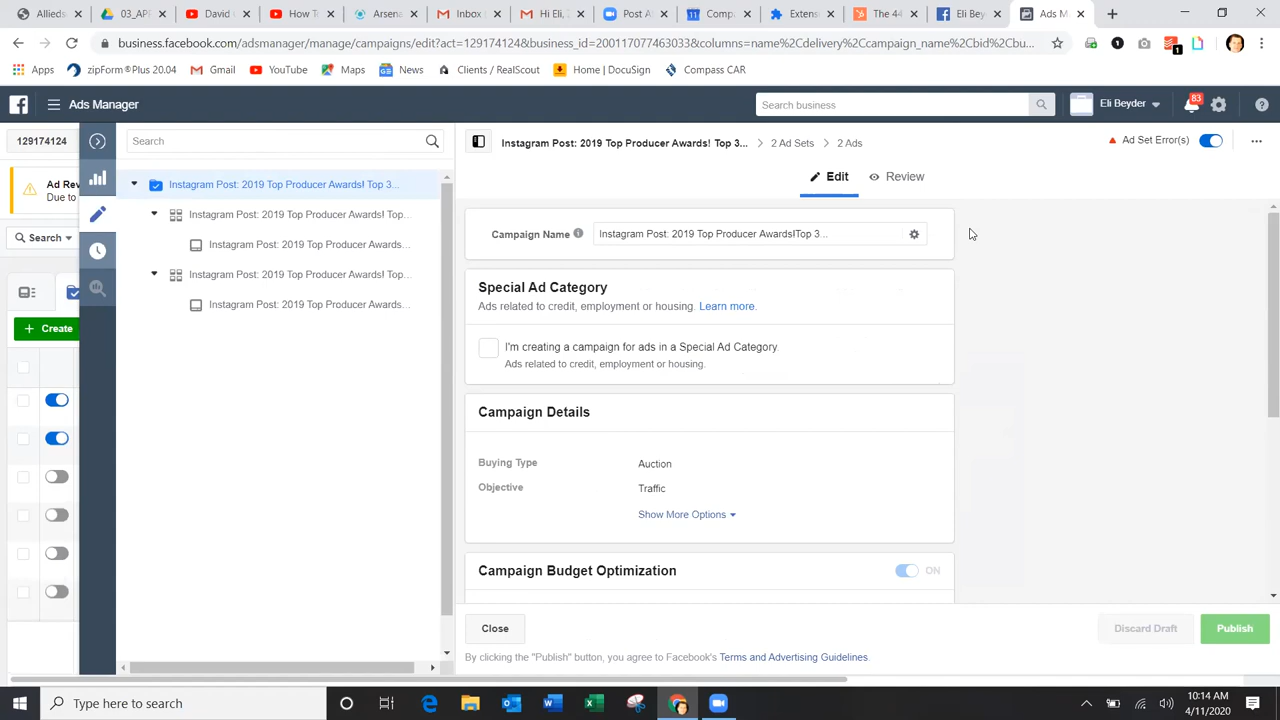 Allieds
03_AP
David
How T
Arsena
Inbox
Hi Eli,
Post A
11
Comp
Extens
The 44
Eli Bey
Ads M
business.facebook.com/adsmanager/manage/campaigns/edit?act=129174124&business_id=200117077463033&columns=name%2Cdelivery%2Ccampaign_name%2Cbid%2Cbu...
1
1
Apps
zipForm®Plus 20.04
Gmail
YouTube
Maps
News
Clients / RealScout
Home | DocuSign
Compass CAR
Ads Manager
Search business
Eli Beyder
83
129174124
Search
Instagram Post: 2019 Top Producer Awards! Top 3...
2 Ad Sets
2 Ads
Ad Set Error(s)
Ad Rev
Due to
Instagram Post: 2019 Top Producer Awards! Top 3...
Edit
Review
Instagram Post: 2019 Top Producer Awards! Top...
Search
Campaign Name
Instagram Post: 2019 Top Producer Awards!Top 3...
Instagram Post: 2019 Top Producer Awards...
Instagram Post: 2019 Top Producer Awards! Top...
Special Ad Category
Ads related to credit, employment or housing. Learn more.
Instagram Post: 2019 Top Producer Awards...
+ Create
I'm creating a campaign for ads in a Special Ad Category.
Ads related to credit, employment or housing.
Campaign Details
Buying Type
Auction
Objective
Traffic
Show More Options
Campaign Budget Optimization
ON
Close
Discard Draft
Publish
By clicking the "Publish" button, you agree to Facebook's Terms and Advertising Guidelines.
Type here to search
10:14 AM
4/11/2020